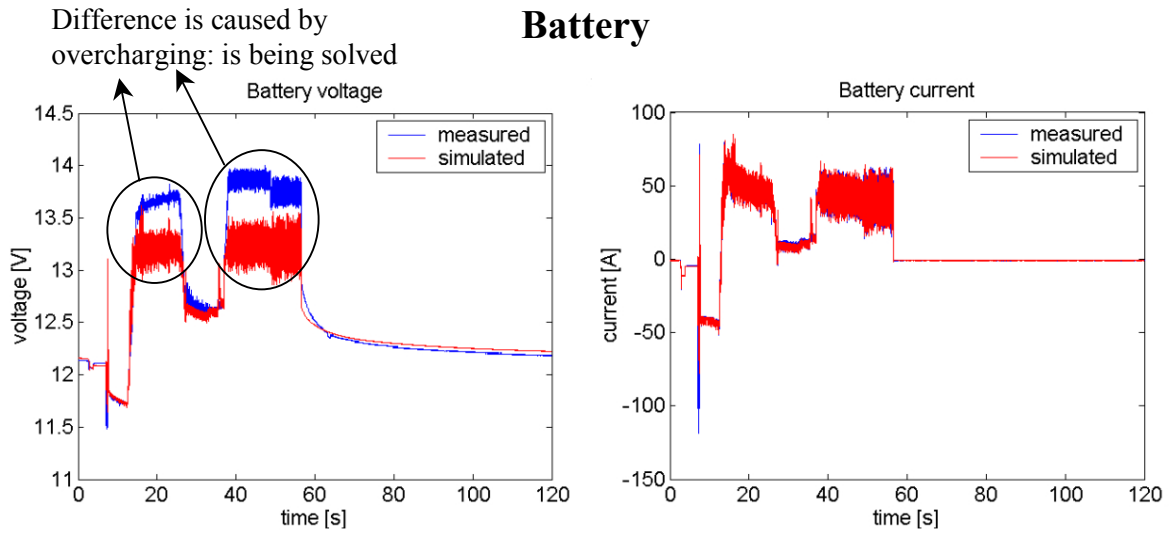 Battery
Difference is caused by
overcharging: is being solved
Battery voltage
14.5
14
13.5
13
12.5
12
11.5
11
voltage [V]
measured
simulated
0
20
40
60
80
100
120
time [s]
Battery current
100
50
0
-50
-100
-150
current [A]
measured
simulated
0
20
40
60
80
100
120
time [s]